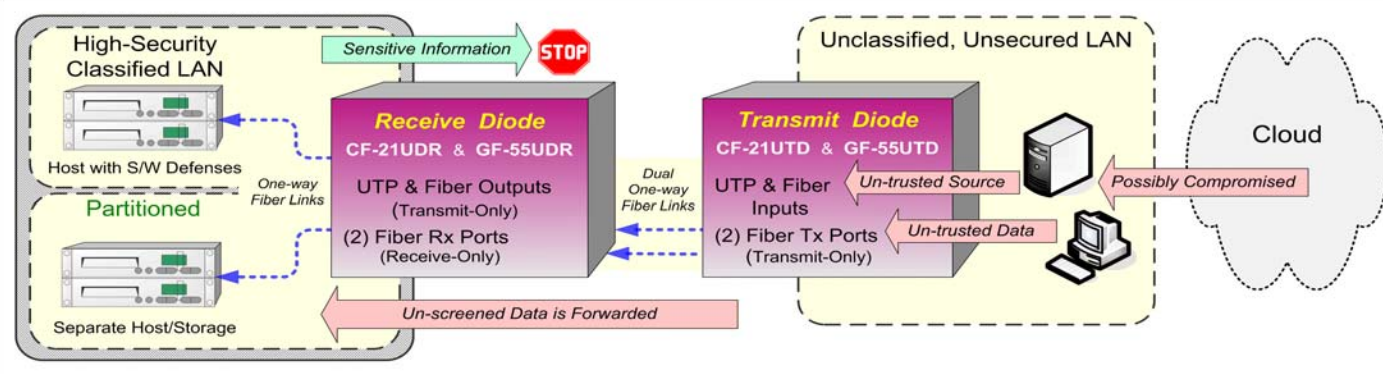 High-Security
Classified LAN
Host with S/W Defenses
Partitioned
Separate Host/Storage
Sensitive Information
STOP
One-way
Fiber Links
Receive Diode
CF-21UDR & GF-55UDR
UTP & Fiber Outputs
(Transmit-Only)
(2) Fiber Rx Ports
(Receive-Only)
Un-screened Data is Forwarded
Dual
One-way
Fiber Links
Transmit Diode
CF-21UTD & GF-55UTD
UTP & Fiber
Inputs
(2) Fiber Tx Ports
(Transmit-Only)
Unclassified, Unsecured LAN
Un-trusted Source
Un-trusted Data
Possibly Compromised
Cloud